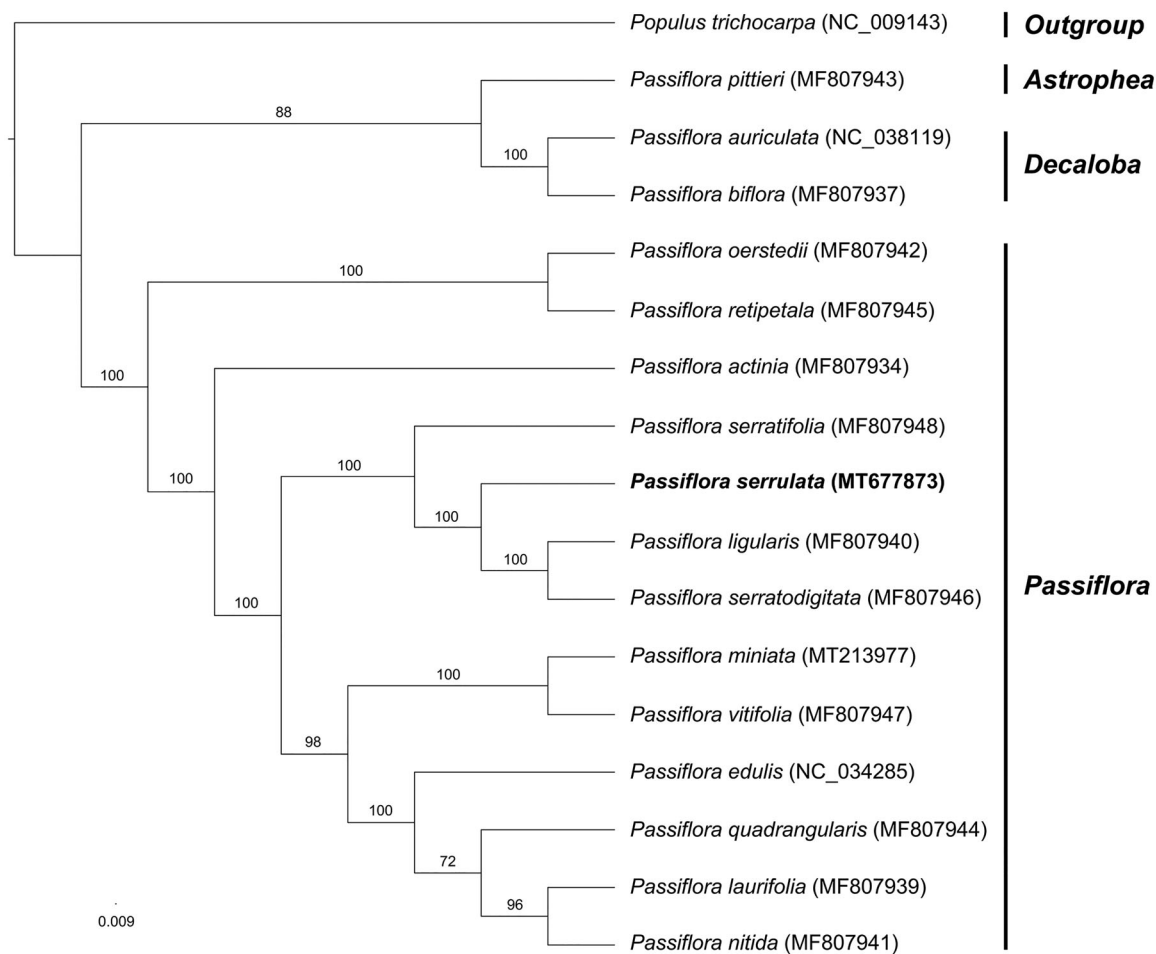 Populus trichocarpa (NC_009143)
Outgroup
Passiflora pittieri (MF807943)
Astrophea
88
Passiflora auriculata (NC_038119)
100
Decaloba
Passiflora biflora (MF807937)
Passiflora oerstedii (MF807942)
100
Passiflora retipetala (MF807945)
100
Passiflora actinia (MF807934)
Passiflora serratifolia (MF807948)
100
100
Passiflora serrulata (MT677873)
100
Passiflora ligularis (MF807940)
100
Passiflora serratodigitata (MF807946)
Passiflora
100
Passiflora miniata (MT213977)
100
Passiflora vitifolia (MF807947)
98
Passiflora edulis (NC_034285)
100
Passiflora quadrangularis (MF807944)
72
Passiflora laurifolia (MF807939)
96
0.009
Passiflora nitida (MF807941)